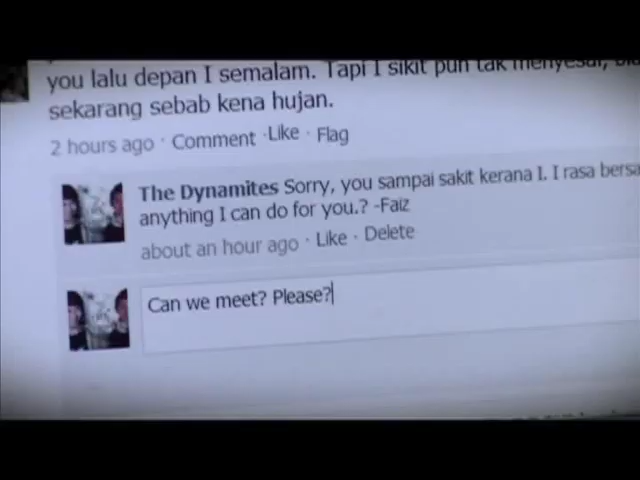 you lalu depan I semalam. Tapi I sikit pun tak menyesal,
sekarang sebab kena hujan.
2 hours ago · Comment · Like · Flag
The Dynamites Sorry, you sampai sakit kerana I. I rasa
anything I can do for you.? -Faiz
about an hour ago · Like · Delete
Can we meet? Please?